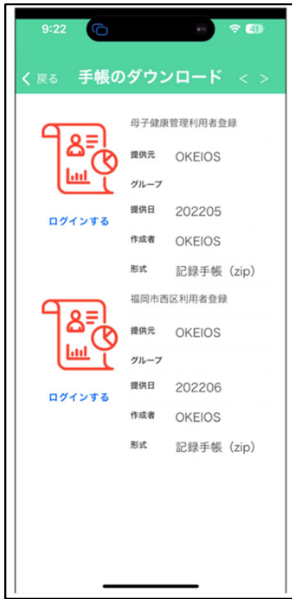 9:22
41
戻る 手帳のダウンロード < >
母子健康管理利用者登録
提供元 OKEIOS
グループ
提供日 202205
作成者 OKEIOS
形式 記録手帳（zip）
ログインする
福岡市西区利用者登録
提供元 OKEIOS
グループ
提供日 202206
作成者 OKEIOS
形式 記録手帳（zip）
ログインする